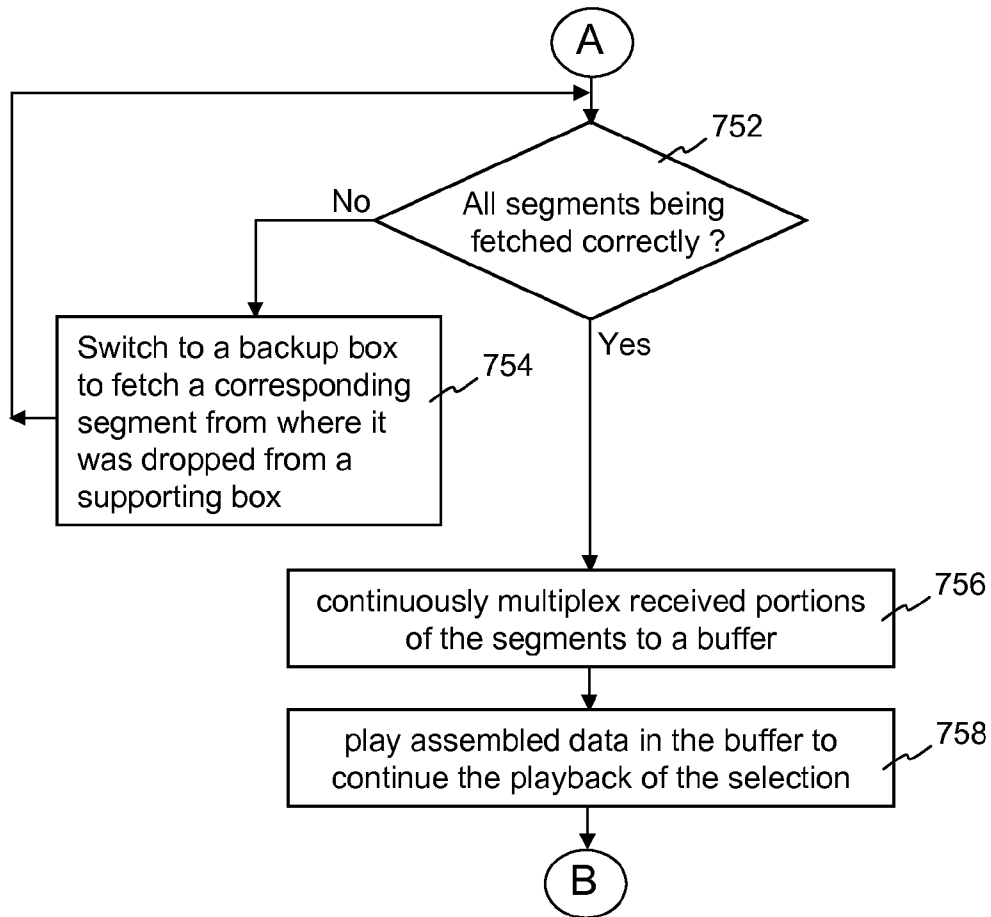 A
752
All segments being
fetched correctly ?
No
Yes
Switch to a backup box
to fetch a corresponding
segment from where it
was dropped from a
supporting box
754
continuously multiplex received portions
of the segments to a buffer
756
play assembled data in the buffer to
continue the playback of the selection
758
B